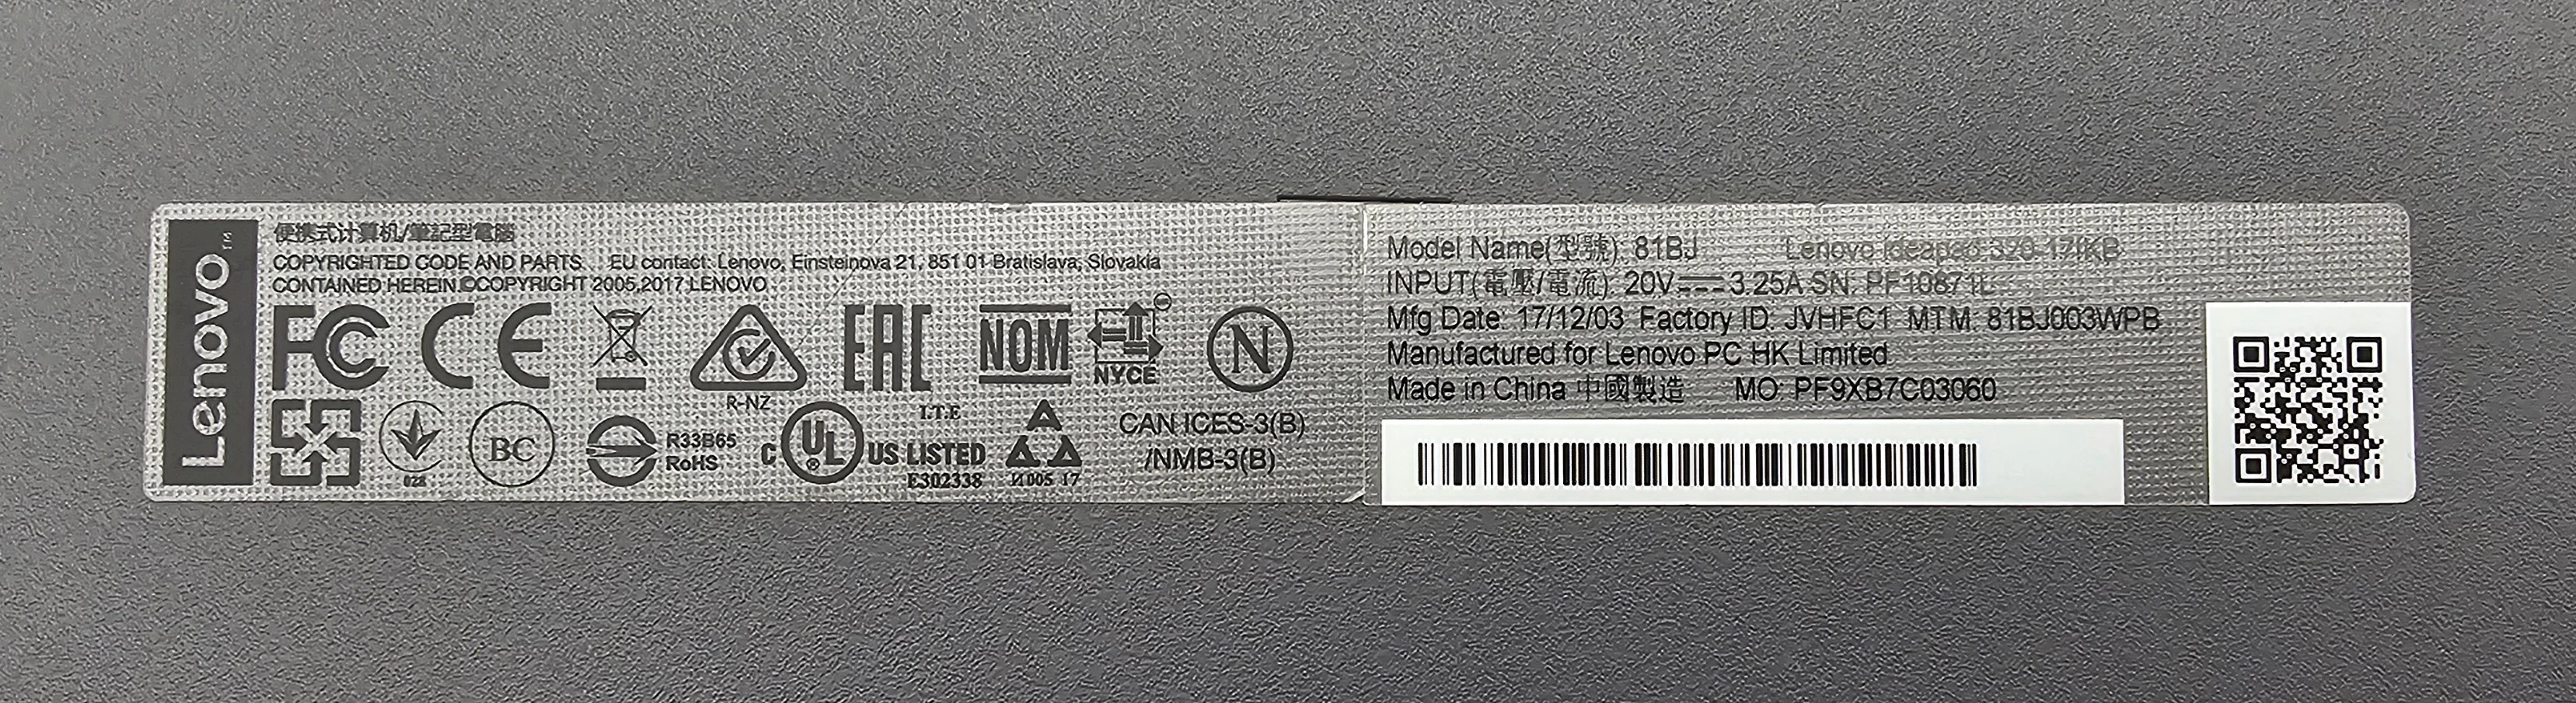 Lenovo™
便携式计算机/筆記型電腦
COPYRIGHTED CODE AND PARTS EU contact: Lenovo, Einsteinova 21, 851 01 Bratislava, Slovakia
CONTAINED HEREIN ©COPYRIGHT 2005,2017 LENOVO
FC CE EAC NOM NYCE N
R-NZ
028
BC
R33B65
RoHS
C UL® US LISTED
I.T.E
E302338
И005 17
CAN ICES-3(B)
/NMB-3(B)
Model Name(型號): 81BJ Lenovo ideapad 320-17IKB
INPUT(電壓/電流): 20V⎓3.25A SN: PF10871L
Mfg Date: 17/12/03 Factory ID: JVHFC1 MTM: 81BJ003WPB
Manufactured for Lenovo PC HK Limited
Made in China 中國製造 MO: PF9XB7C03060